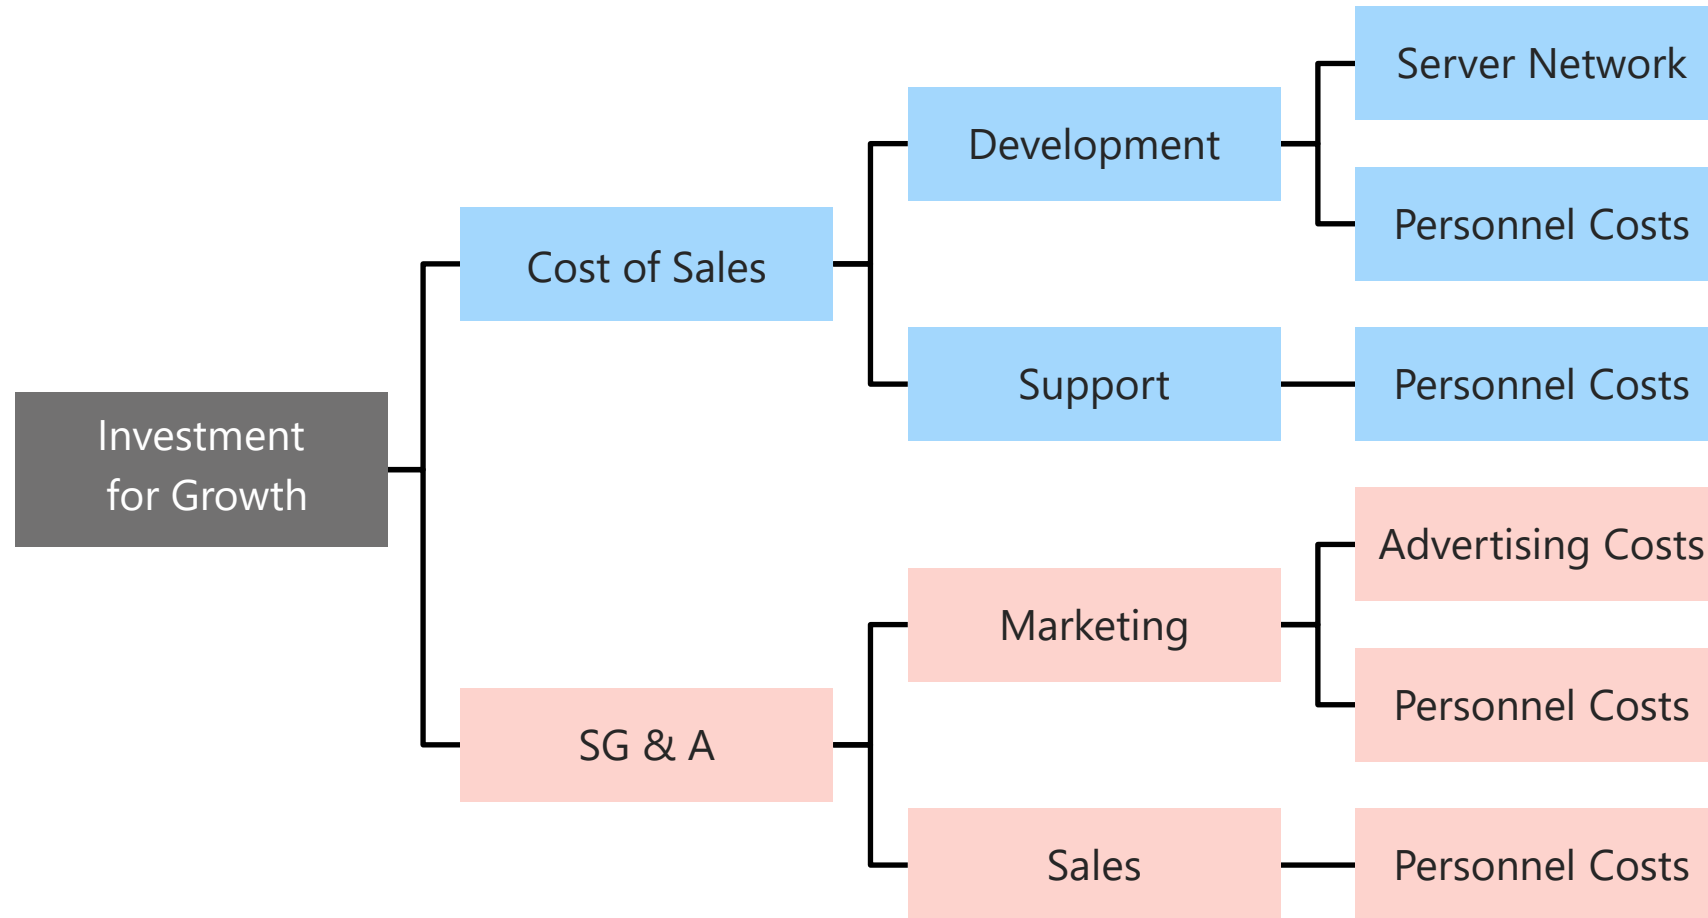 Investment
for Growth
Cost of Sales
SG & A
Development
Support
Marketing
Sales
Server Network
Personnel Costs
Personnel Costs
Advertising Costs
Personnel Costs
Personnel Costs